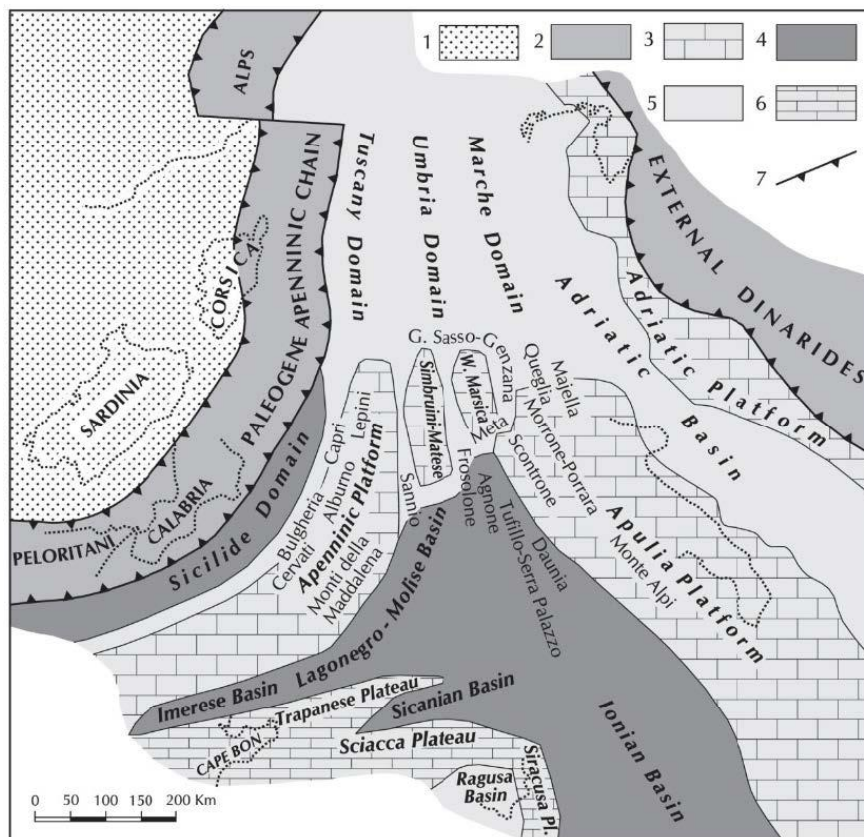 1
2
3
4
5
6
7
ALPS
Tuscany Domain
Umbria Domain
Marche Domain
EXTERNAL DINARIDES
PALEOGENE APENNINIC CHAIN
CORSICA
SARDINIA
Adriatic Platform
Adriatic Basin
G. Sasso-Genzana
Simbruini-Matese
W. Marsica
Meta
Queglia
Majella
Morrone-Porrara
Scontrone
Lepini
Capri
Alburno
Bulgheria
Cervati
Apenninic Platform
Monti della
Maddalena
CALABRIA
PELORITANI
Sicilide Domain
Sannio
Frosolone
Agnone
Tufillo-Serra Palazzo
Daunia
Monte Alpi
Apulia Platform
Lagonegro-Molise Basin
Imerese Basin
Trapanese Plateau
Sicanian Basin
CAPE BON
Sciacca Plateau
Ionian Basin
Ragusa
Basin
Siracusa Pl.
0 50 100 150 200 Km